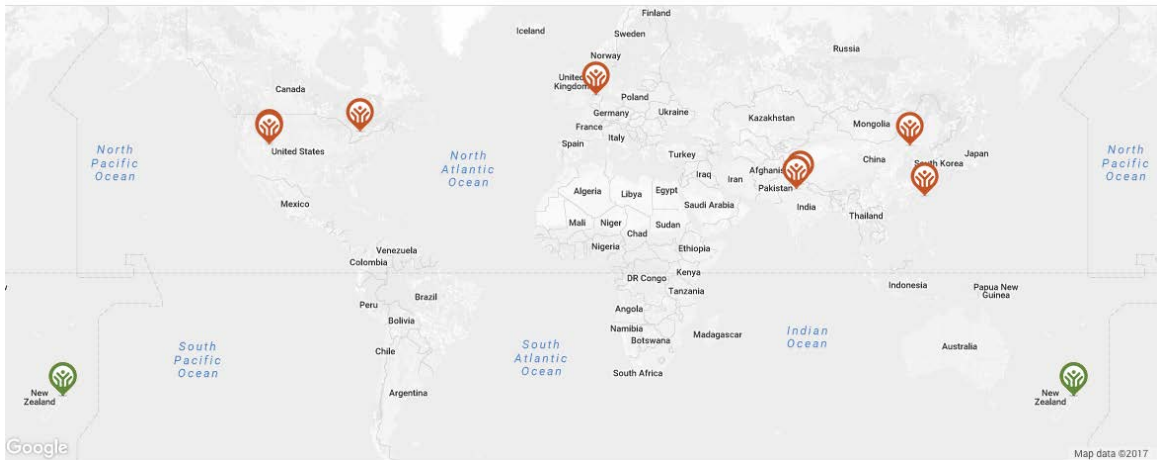 Finland
Iceland
Sweden
Russia
Norway
United
Kingdom
Canada
Poland
Germany
Ukraine
Kazakhstan
Mongolia
France
Italy
Spain
United States
North
Pacific
Ocean
North
Atlantic
Ocean
Turkey
China
Japan
South Korea
North
Pacific
Ocean
Iraq
Iran
Afghanis
Pakistan
Algeria
Libya
Egypt
Saudi Arabia
India
Mexico
Thailand
Mali
Niger
Sudan
Chad
Nigeria
Ethiopia
Venezuela
Colombia
DR Congo
Kenya
Tanzania
Indonesia
Papua New
Guinea
Peru
Brazil
Bolivia
Angola
Namibia
Botswana
Madagascar
Indian
Ocean
Australia
South
Pacific
Ocean
Chile
South
Atlantic
Ocean
South Africa
Argentina
New
Zealand
New
Zealand
Google
Map data ©2017